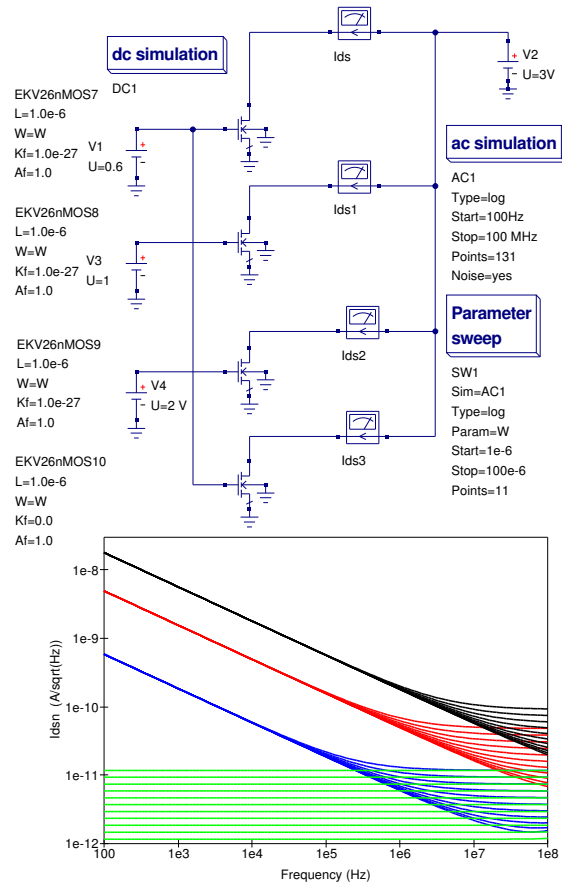 dc simulation
DC1
Ids
V2
U=3V
EKV26nMOS7
L=1.0e-6
W=W
Kf=1.0e-27
Af=1.0
V1
U=0.6
ac simulation
AC1
Type=log
Start=100Hz
Stop=100 MHz
Points=131
Noise=yes
Ids1
EKV26nMOS8
L=1.0e-6
W=W
Kf=1.0e-27
Af=1.0
V3
U=1
Parameter
sweep
SW1
Sim=AC1
Type=log
Param=W
Start=1e-6
Stop=100e-6
Points=11
Ids2
EKV26nMOS9
L=1.0e-6
W=W
Kf=1.0e-27
Af=1.0
V4
U=2 V
Ids3
EKV26nMOS10
L=1.0e-6
W=W
Kf=0.0
Af=1.0
Idsn (A/sqrt(Hz))
1e-8
1e-9
1e-10
1e-11
1e-12
100
1e3
1e4
1e5
1e6
1e7
1e8
Frequency (Hz)